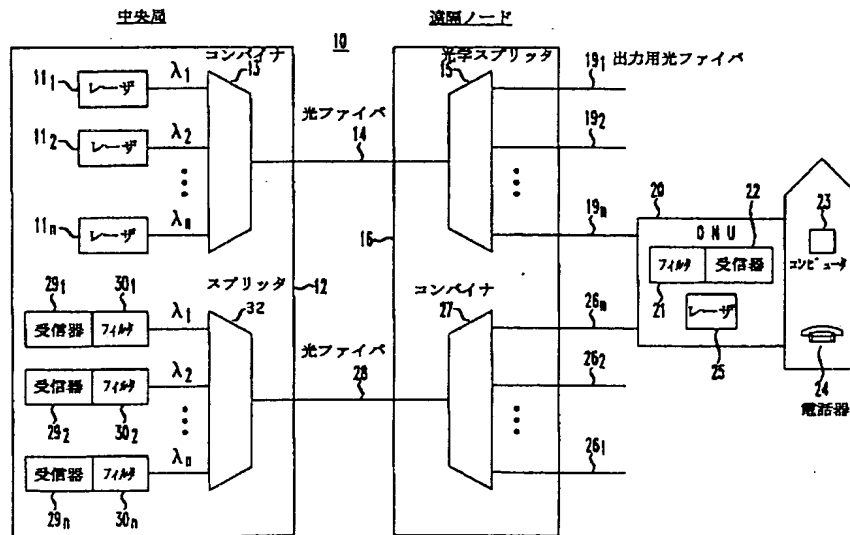 中央局
遠隔ノード
10
コンバイナ
13
光学スプリッタ
15
19₁ 出力用光ファイバ
11₁ レーザ λ₁
光ファイバ
14
11₂ レーザ λ₂
19₂
11n レーザ λn
16
19n
20
22
23
ONU
フィルタ 受信器
コンピュータ
21
レーザ
25
24
電話器
スプリッタ
12
32
コンバイナ
27
29₁ 30₁
受信器 フィルタ λ₁
26n
光ファイバ
28
受信器 フィルタ λ₂
29₂ 30₂
26₂
受信器 フィルタ λn
29n 30n
26₁